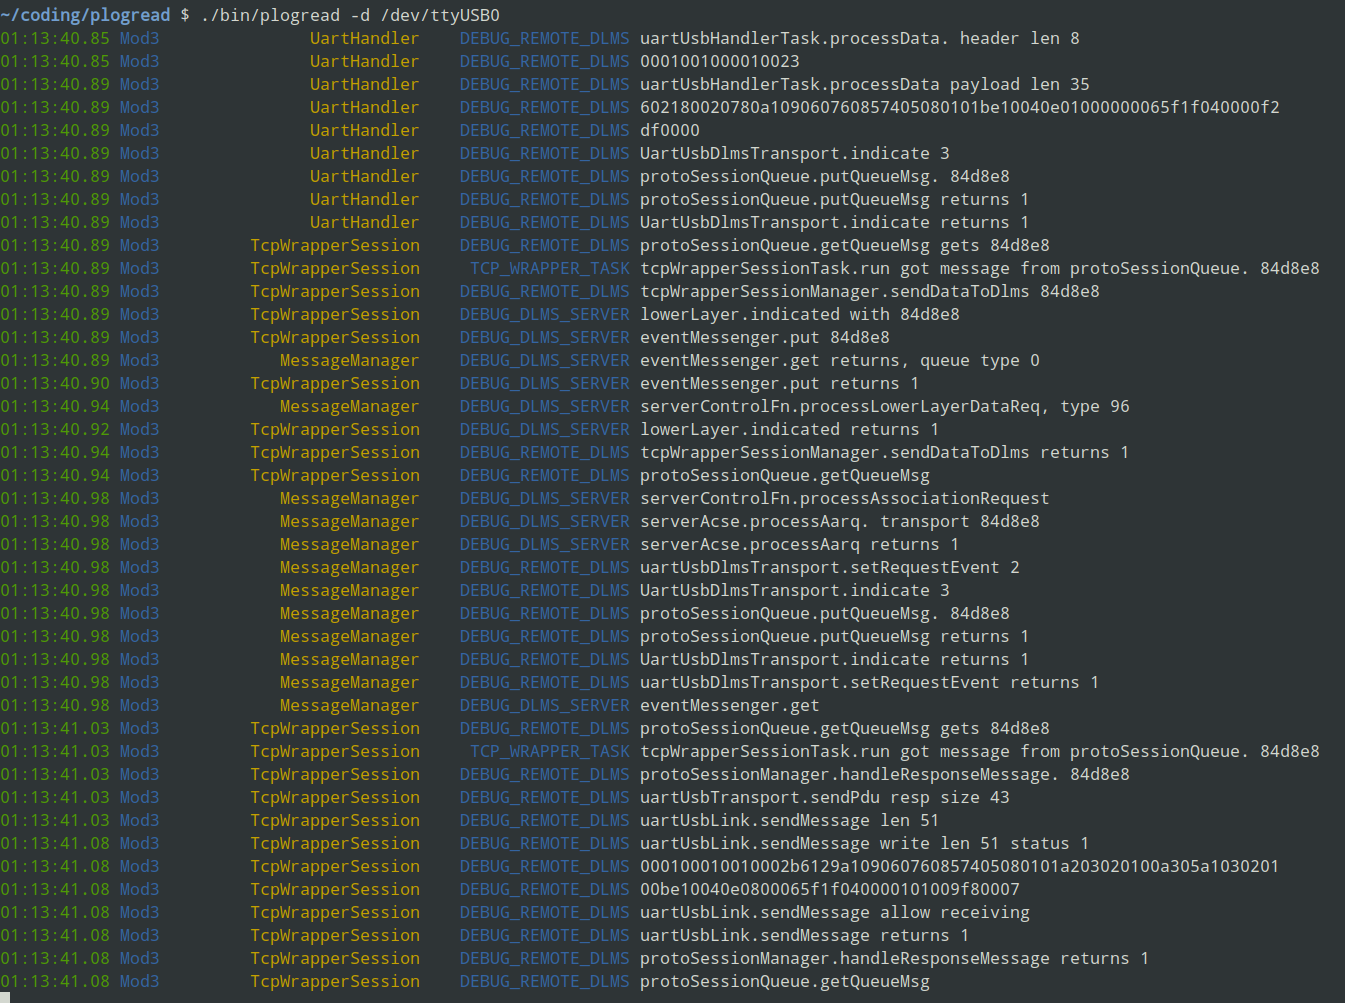 ~/coding/plogread $ ./bin/plogread -d /dev/ttyUSB0
01:13:40.85 Mod3 UartHandler DEBUG_REMOTE_DLMS uartUsbHandlerTask.processData. header len 8
01:13:40.85 Mod3 UartHandler DEBUG_REMOTE_DLMS 0001001000010023
01:13:40.89 Mod3 UartHandler DEBUG_REMOTE_DLMS uartUsbHandlerTask.processData payload len 35
01:13:40.89 Mod3 UartHandler DEBUG_REMOTE_DLMS 602180020780a109060760857405080101be10040e01000000065f1f040000f2
01:13:40.89 Mod3 UartHandler DEBUG_REMOTE_DLMS df0000
01:13:40.89 Mod3 UartHandler DEBUG_REMOTE_DLMS UartUsbDlmsTransport.indicate 3
01:13:40.89 Mod3 UartHandler DEBUG_REMOTE_DLMS protoSessionQueue.putQueueMsg. 84d8e8
01:13:40.89 Mod3 UartHandler DEBUG_REMOTE_DLMS protoSessionQueue.putQueueMsg returns 1
01:13:40.89 Mod3 UartHandler DEBUG_REMOTE_DLMS UartUsbDlmsTransport.indicate returns 1
01:13:40.89 Mod3 TcpWrapperSession DEBUG_REMOTE_DLMS protoSessionQueue.getQueueMsg gets 84d8e8
01:13:40.89 Mod3 TcpWrapperSession TCP_WRAPPER_TASK tcpWrapperSessionTask.run got message from protoSessionQueue. 84d8e8
01:13:40.89 Mod3 TcpWrapperSession DEBUG_REMOTE_DLMS tcpWrapperSessionManager.sendDataToDlms 84d8e8
01:13:40.89 Mod3 TcpWrapperSession DEBUG_DLMS_SERVER lowerLayer.indicated with 84d8e8
01:13:40.89 Mod3 TcpWrapperSession DEBUG_DLMS_SERVER eventMessenger.put 84d8e8
01:13:40.89 Mod3 MessageManager DEBUG_DLMS_SERVER eventMessenger.get returns, queue type 0
01:13:40.90 Mod3 TcpWrapperSession DEBUG_DLMS_SERVER eventMessenger.put returns 1
01:13:40.94 Mod3 MessageManager DEBUG_DLMS_SERVER serverControlFn.processLowerLayerDataReq, type 96
01:13:40.92 Mod3 TcpWrapperSession DEBUG_DLMS_SERVER lowerLayer.indicated returns 1
01:13:40.94 Mod3 TcpWrapperSession DEBUG_REMOTE_DLMS tcpWrapperSessionManager.sendDataToDlms returns 1
01:13:40.94 Mod3 TcpWrapperSession DEBUG_REMOTE_DLMS protoSessionQueue.getQueueMsg
01:13:40.98 Mod3 MessageManager DEBUG_DLMS_SERVER serverControlFn.processAssociationRequest
01:13:40.98 Mod3 MessageManager DEBUG_DLMS_SERVER serverAcse.processAarq. transport 84d8e8
01:13:40.98 Mod3 MessageManager DEBUG_DLMS_SERVER serverAcse.processAarq returns 1
01:13:40.98 Mod3 MessageManager DEBUG_REMOTE_DLMS uartUsbDlmsTransport.setRequestEvent 2
01:13:40.98 Mod3 MessageManager DEBUG_REMOTE_DLMS UartUsbDlmsTransport.indicate 3
01:13:40.98 Mod3 MessageManager DEBUG_REMOTE_DLMS protoSessionQueue.putQueueMsg. 84d8e8
01:13:40.98 Mod3 MessageManager DEBUG_REMOTE_DLMS protoSessionQueue.putQueueMsg returns 1
01:13:40.98 Mod3 MessageManager DEBUG_REMOTE_DLMS UartUsbDlmsTransport.indicate returns 1
01:13:40.98 Mod3 MessageManager DEBUG_REMOTE_DLMS uartUsbDlmsTransport.setRequestEvent returns 1
01:13:40.98 Mod3 MessageManager DEBUG_DLMS_SERVER eventMessenger.get
01:13:41.03 Mod3 TcpWrapperSession DEBUG_REMOTE_DLMS protoSessionQueue.getQueueMsg gets 84d8e8
01:13:41.03 Mod3 TcpWrapperSession TCP_WRAPPER_TASK tcpWrapperSessionTask.run got message from protoSessionQueue. 84d8e8
01:13:41.03 Mod3 TcpWrapperSession DEBUG_REMOTE_DLMS protoSessionManager.handleResponseMessage. 84d8e8
01:13:41.03 Mod3 TcpWrapperSession DEBUG_REMOTE_DLMS uartUsbTransport.sendPdu resp size 43
01:13:41.03 Mod3 TcpWrapperSession DEBUG_REMOTE_DLMS uartUsbLink.sendMessage len 51
01:13:41.08 Mod3 TcpWrapperSession DEBUG_REMOTE_DLMS uartUsbLink.sendMessage write len 51 status 1
01:13:41.08 Mod3 TcpWrapperSession DEBUG_REMOTE_DLMS 000100010010002b6129a109060760857405080101a203020100a305a1030201
01:13:41.08 Mod3 TcpWrapperSession DEBUG_REMOTE_DLMS 00be10040e0800065f1f040000101009f80007
01:13:41.08 Mod3 TcpWrapperSession DEBUG_REMOTE_DLMS uartUsbLink.sendMessage allow receiving
01:13:41.08 Mod3 TcpWrapperSession DEBUG_REMOTE_DLMS uartUsbLink.sendMessage returns 1
01:13:41.08 Mod3 TcpWrapperSession DEBUG_REMOTE_DLMS protoSessionManager.handleResponseMessage returns 1
01:13:41.08 Mod3 TcpWrapperSession DEBUG_REMOTE_DLMS protoSessionQueue.getQueueMsg